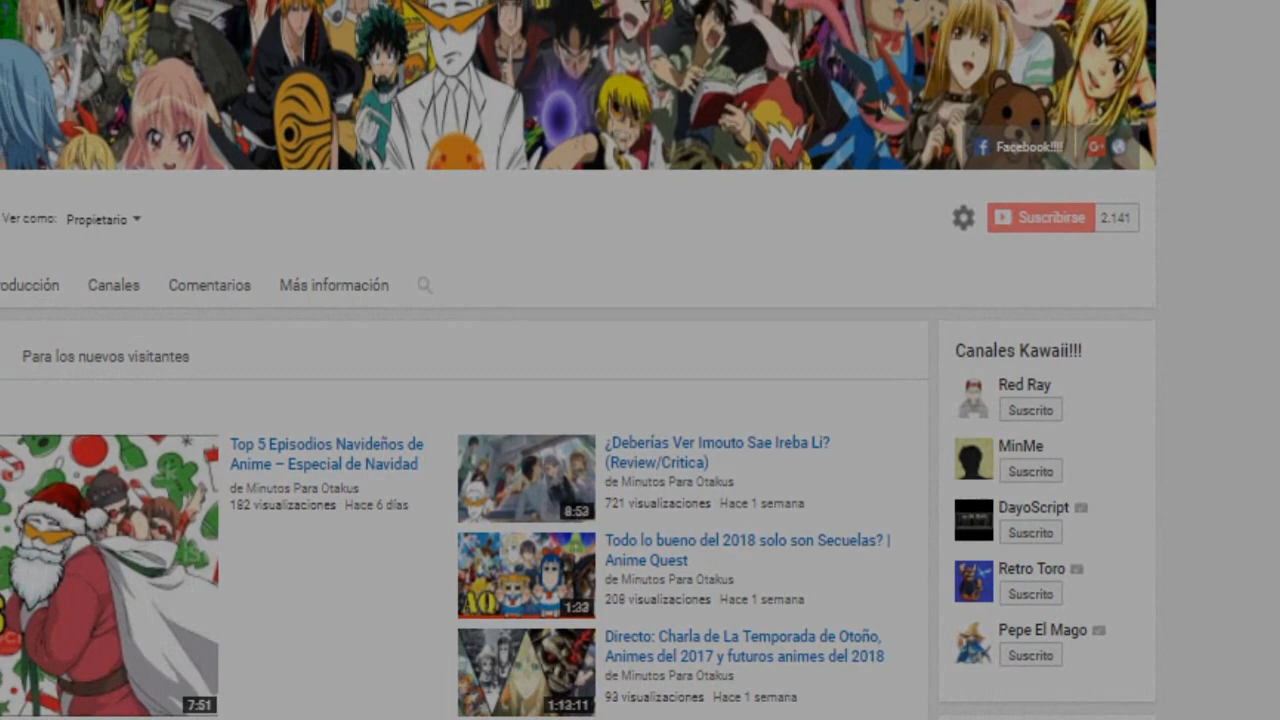 Facebook!!!!
G+
Ver como: Propietario
Suscribirse 2.141
oducción Canales Comentarios Más información
Para los nuevos visitantes
Canales Kawaii!!!
Red Ray
Suscrito
MinMe
Suscrito
DayoScript
Suscrito
Retro Toro
Suscrito
Pepe El Mago
Suscrito
Top 5 Episodios Navideños de
Anime – Especial de Navidad
de Minutos Para Otakus
182 visualizaciones Hace 6 días
7:51
¿Deberías Ver Imouto Sae Ireba Li?
(Review/Critica)
de Minutos Para Otakus
721 visualizaciones Hace 1 semana
8:53
Todo lo bueno del 2018 solo son Secuelas? |
Anime Quest
de Minutos Para Otakus
208 visualizaciones Hace 1 semana
AQ
1:33
Directo: Charla de La Temporada de Otoño,
Animes del 2017 y futuros animes del 2018
de Minutos Para Otakus
93 visualizaciones Hace 1 semana
1:13:11